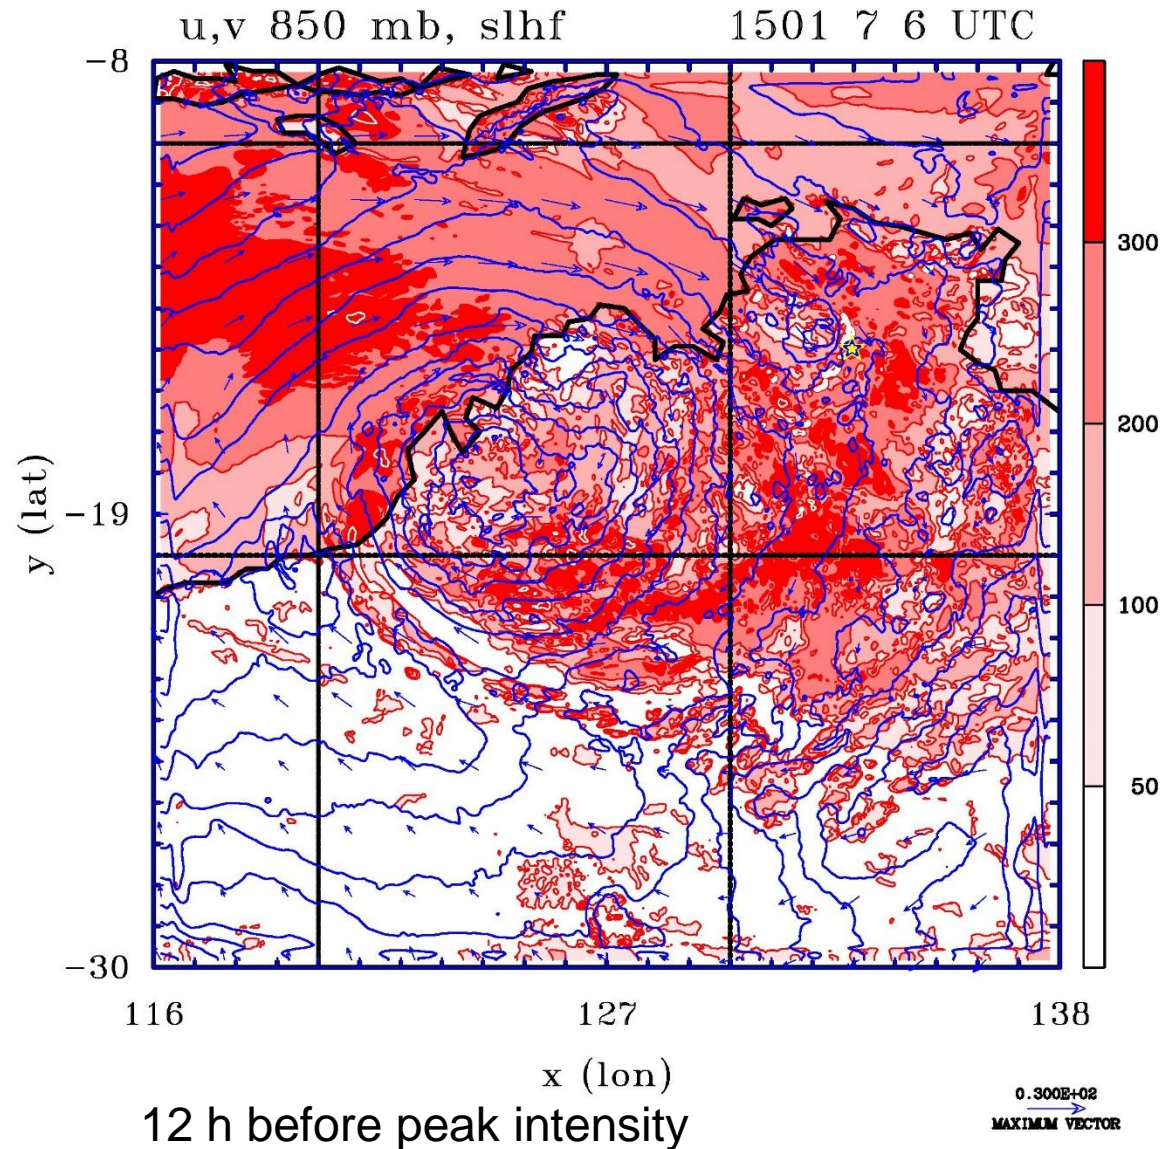 u,v 850 mb, slhf 1501 7 6 UTC
-8
300
200
y (lat)
-19
100
50
-30
116 127 138
x (lon)
0.300E+02
MAXIMUM VECTOR
12 h before peak intensity